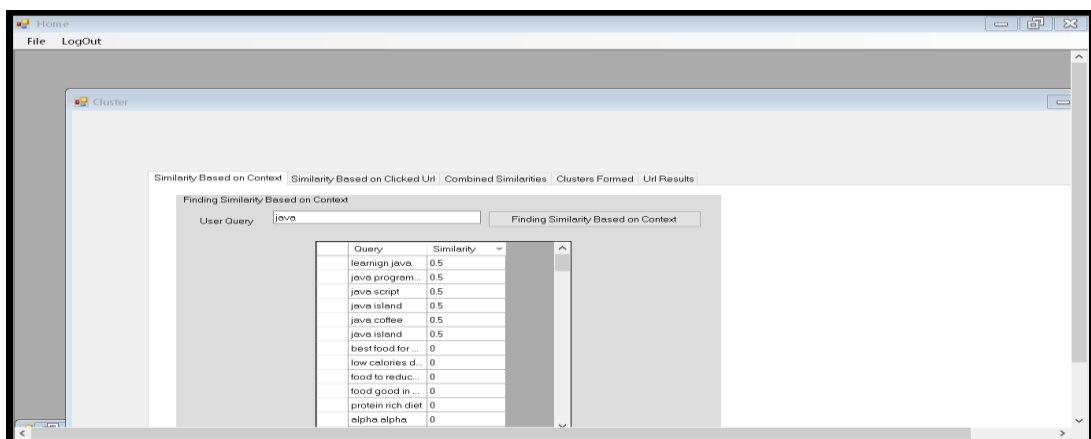 Home
File LogOut
Cluster
Similarity Based on Context Similarity Based on Clicked Url Combined Similarities Clusters Formed Url Results
Finding Similarity Based on Context
User Query java Finding Similarity Based on Context
Query Similarity
learnign java 0.5
java program... 0.5
java script 0.5
java island 0.5
java coffee 0.5
java island 0.5
best food for ... 0
low calories d... 0
food to reduc... 0
food good in ... 0
protein rich diet 0
alpha alpha 0